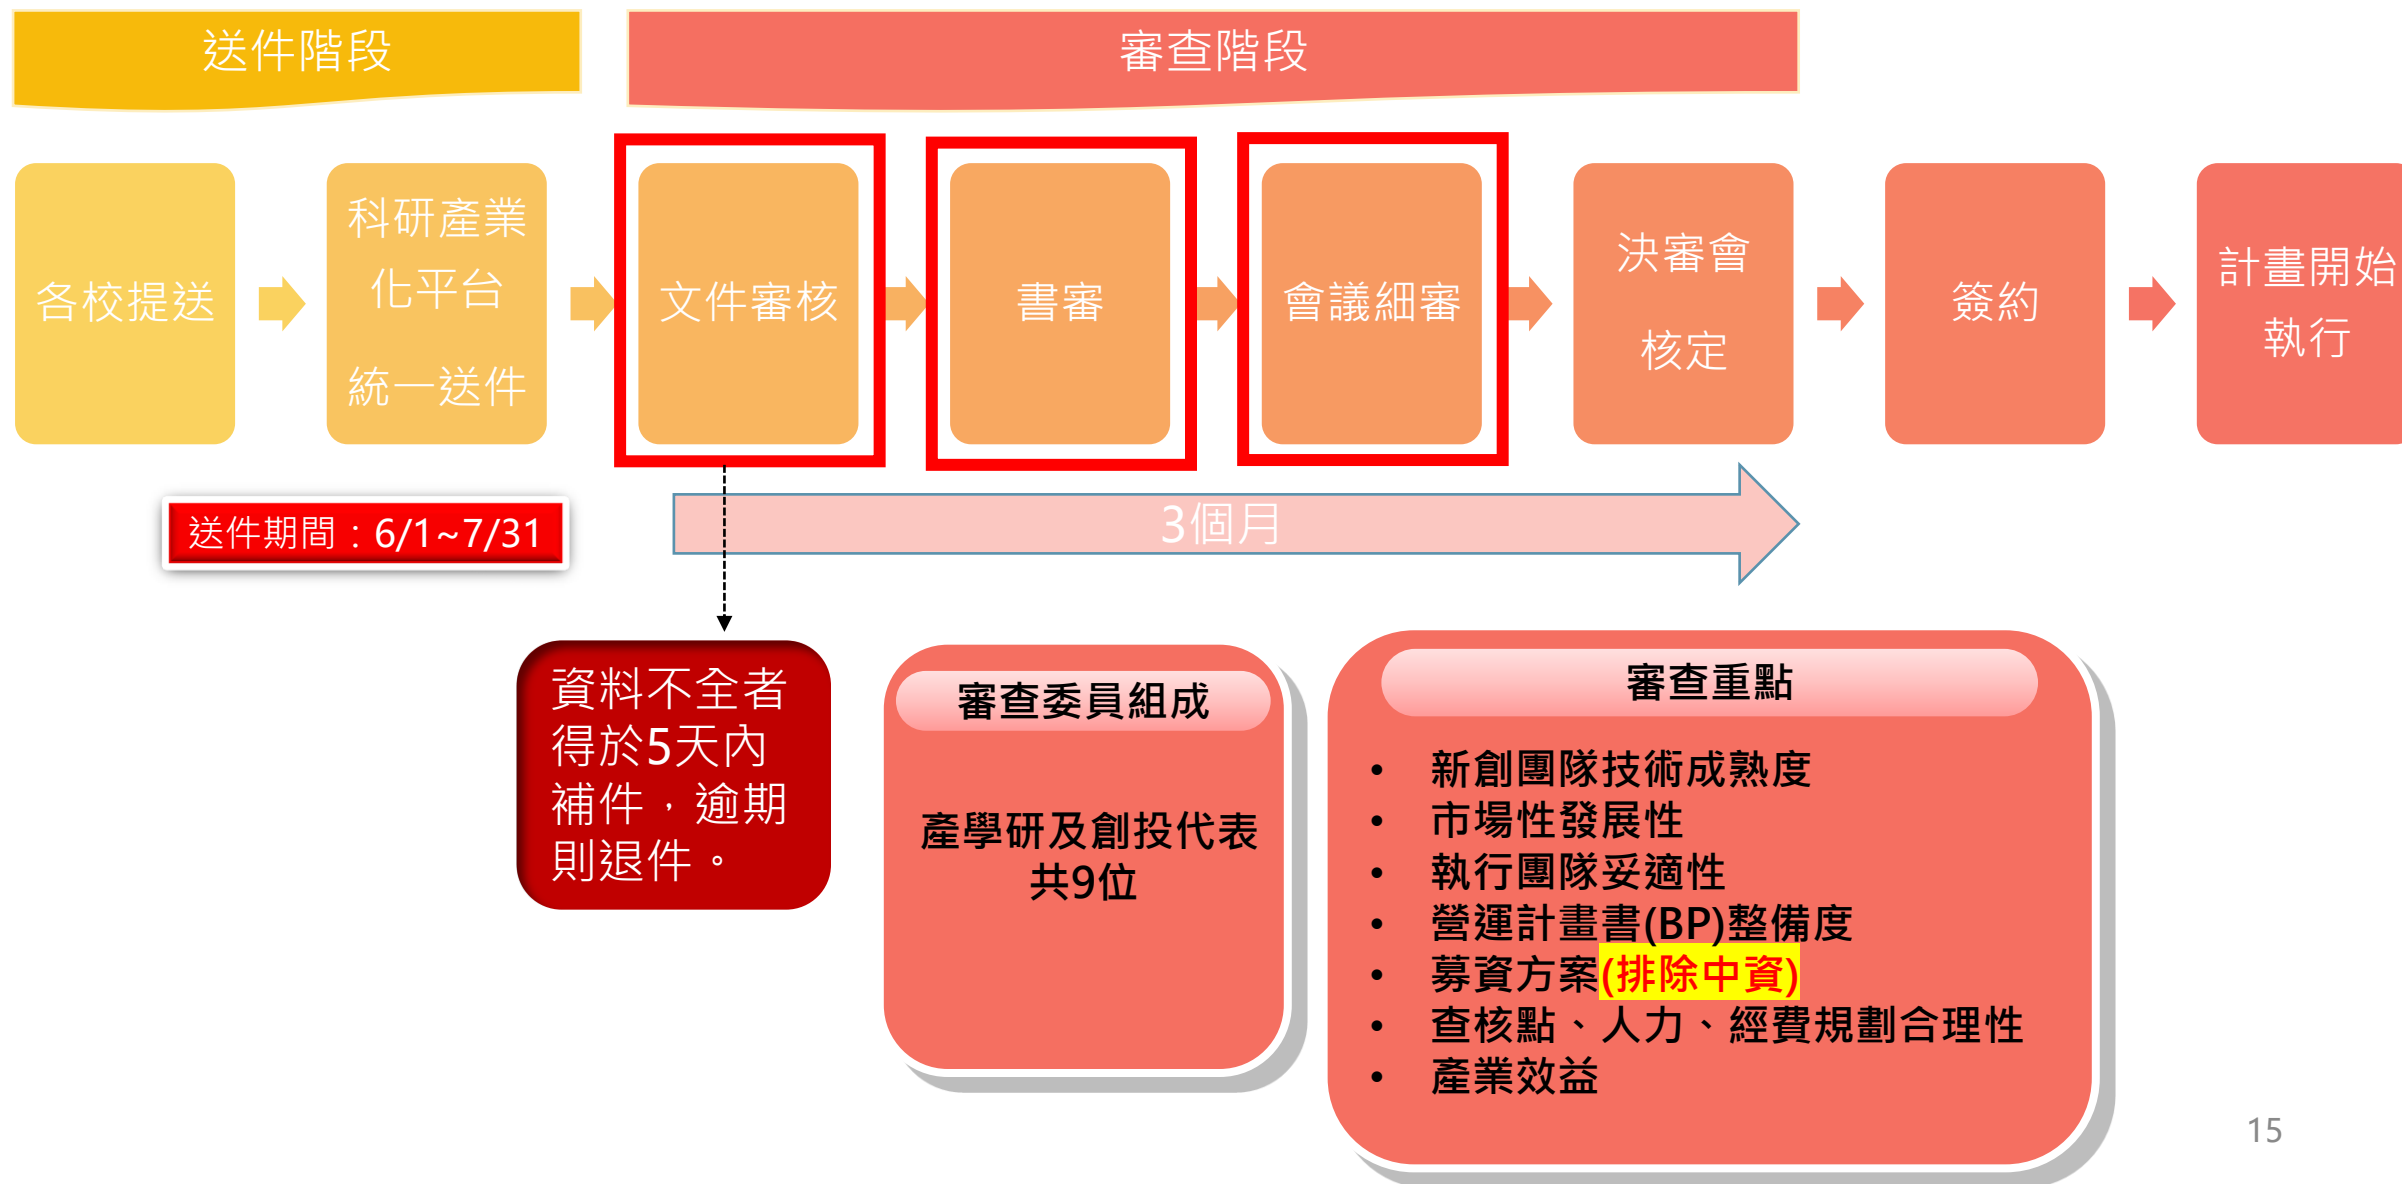 送件階段
審查階段
各校提送
科研產業
化平台
統一送件
文件審核
書審
會議細審
決審會
核定
簽約
計畫開始
執行
送件期間：6/1~7/31
3個月
資料不全者
得於5天內
補件，逾期
則退件。
審查委員組成
產學研及創投代表
共9位
審查重點
• 新創團隊技術成熟度
• 市場性發展性
• 執行團隊妥適性
• 營運計畫書(BP)整備度
• 募資方案(排除中資)
• 查核點、人力、經費規劃合理性
• 產業效益
15